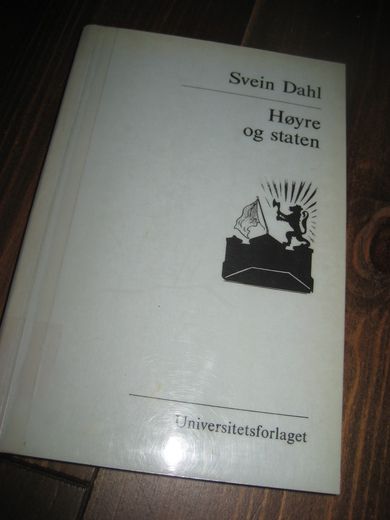 Svein Dahl
Høyre
og staten
Universitetsforlaget